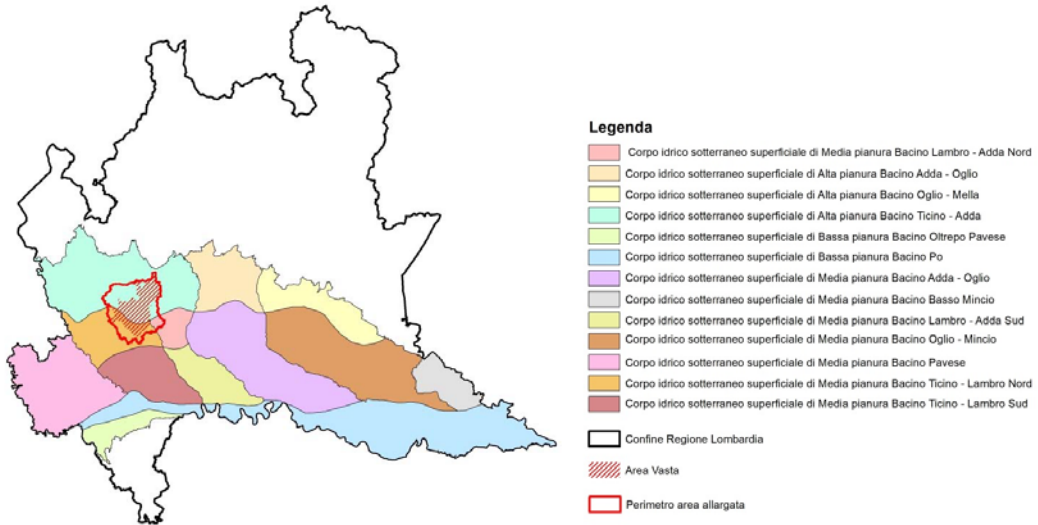 Legenda
Corpo idrico sotterraneo superficiale di Media pianura Bacino Lambro - Adda Nord
Corpo idrico sotterraneo superficiale di Alta pianura Bacino Adda - Oglio
Corpo idrico sotterraneo superficiale di Alta pianura Bacino Oglio - Mella
Corpo idrico sotterraneo superficiale di Alta pianura Bacino Ticino - Adda
Corpo idrico sotterraneo superficiale di Bassa pianura Bacino Oltrepo Pavese
Corpo idrico sotterraneo superficiale di Bassa pianura Bacino Po
Corpo idrico sotterraneo superficiale di Media pianura Bacino Adda - Oglio
Corpo idrico sotterraneo superficiale di Media pianura Bacino Basso Mincio
Corpo idrico sotterraneo superficiale di Media pianura Bacino Lambro - Adda Sud
Corpo idrico sotterraneo superficiale di Media pianura Bacino Oglio - Mincio
Corpo idrico sotterraneo superficiale di Media pianura Bacino Pavese
Corpo idrico sotterraneo superficiale di Media pianura Bacino Ticino - Lambro Nord
Corpo idrico sotterraneo superficiale di Media pianura Bacino Ticino - Lambro Sud
Confine Regione Lombardia
Area Vasta
Perimetro area allargata